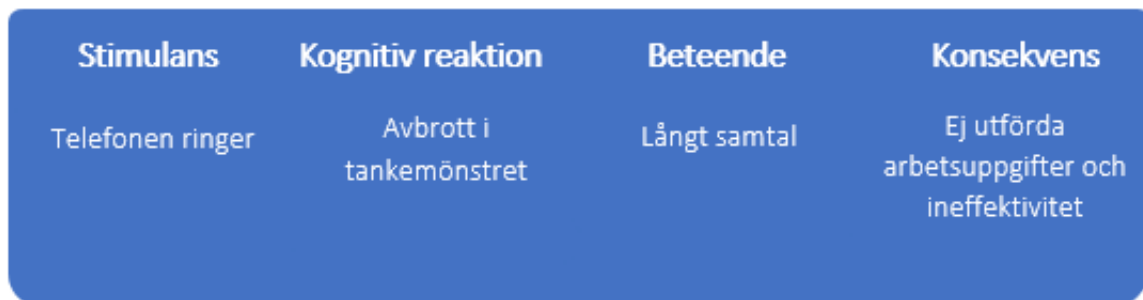 Stimulans
Kognitiv reaktion
Beteende
Konsekvens
Telefonen ringer
Avbrott i
tankemönstret
Långt samtal
Ej utförda
arbetsuppgifter och
ineffektivitet